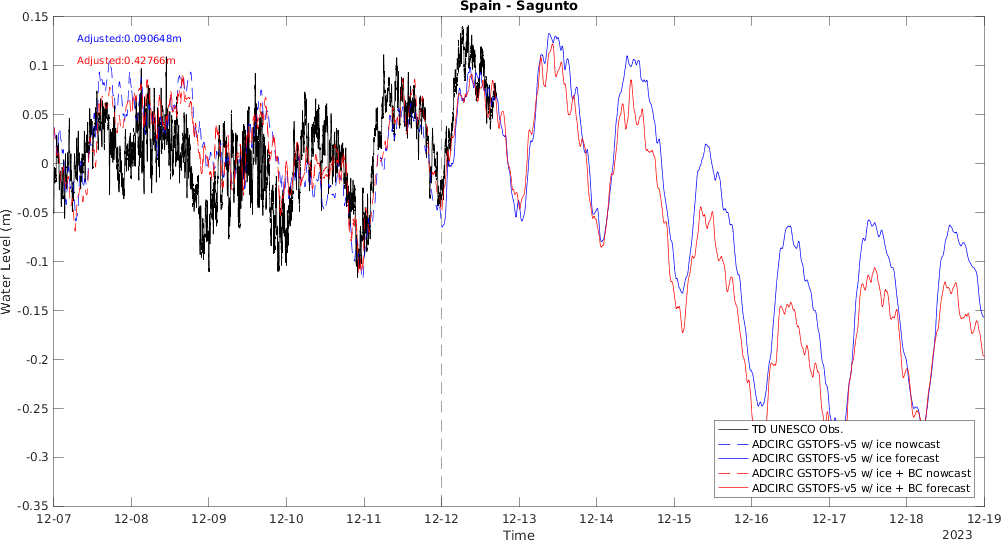 Spain - Sagunto
0.15
0.1
0.05
0
-0.05
-0.1
-0.15
-0.2
-0.25
-0.3
-0.35
Water Level (m)
Adjusted:0.090648m
Adjusted:0.42766m
TD UNESCO Obs.
ADCIRC GSTOFS-v5 w/ ice nowcast
ADCIRC GSTOFS-v5 w/ ice forecast
ADCIRC GSTOFS-v5 w/ ice + BC nowcast
ADCIRC GSTOFS-v5 w/ ice + BC forecast
12-07 12-08 12-09 12-10 12-11 12-12 12-13 12-14 12-15 12-16 12-17 12-18 12-19
Time
2023